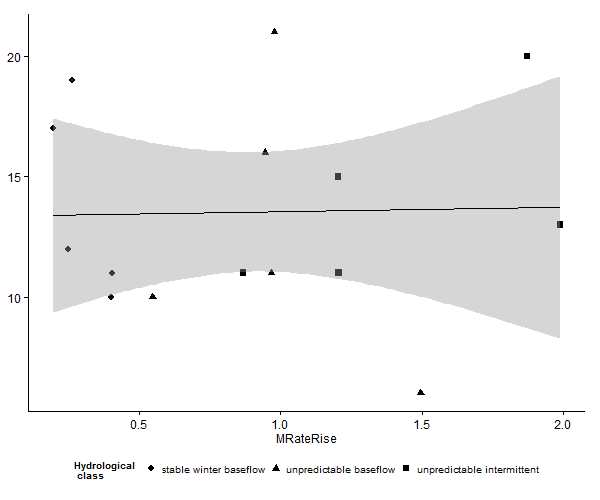 20
15
10
0.5 1.0 1.5 2.0
MRateRise
Hydrological
class
stable winter baseflow unpredictable baseflow unpredictable intermittent